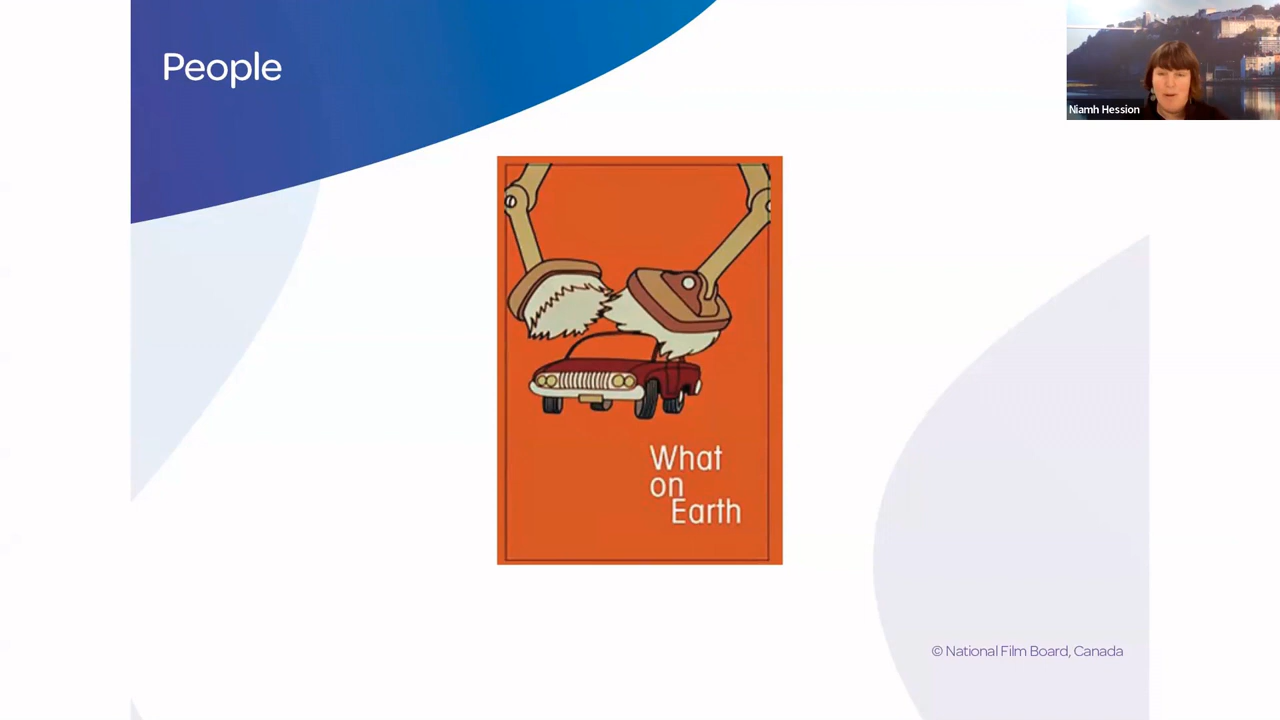 People
Niamh Hession
What
on
Earth
© National Film Board, Canada